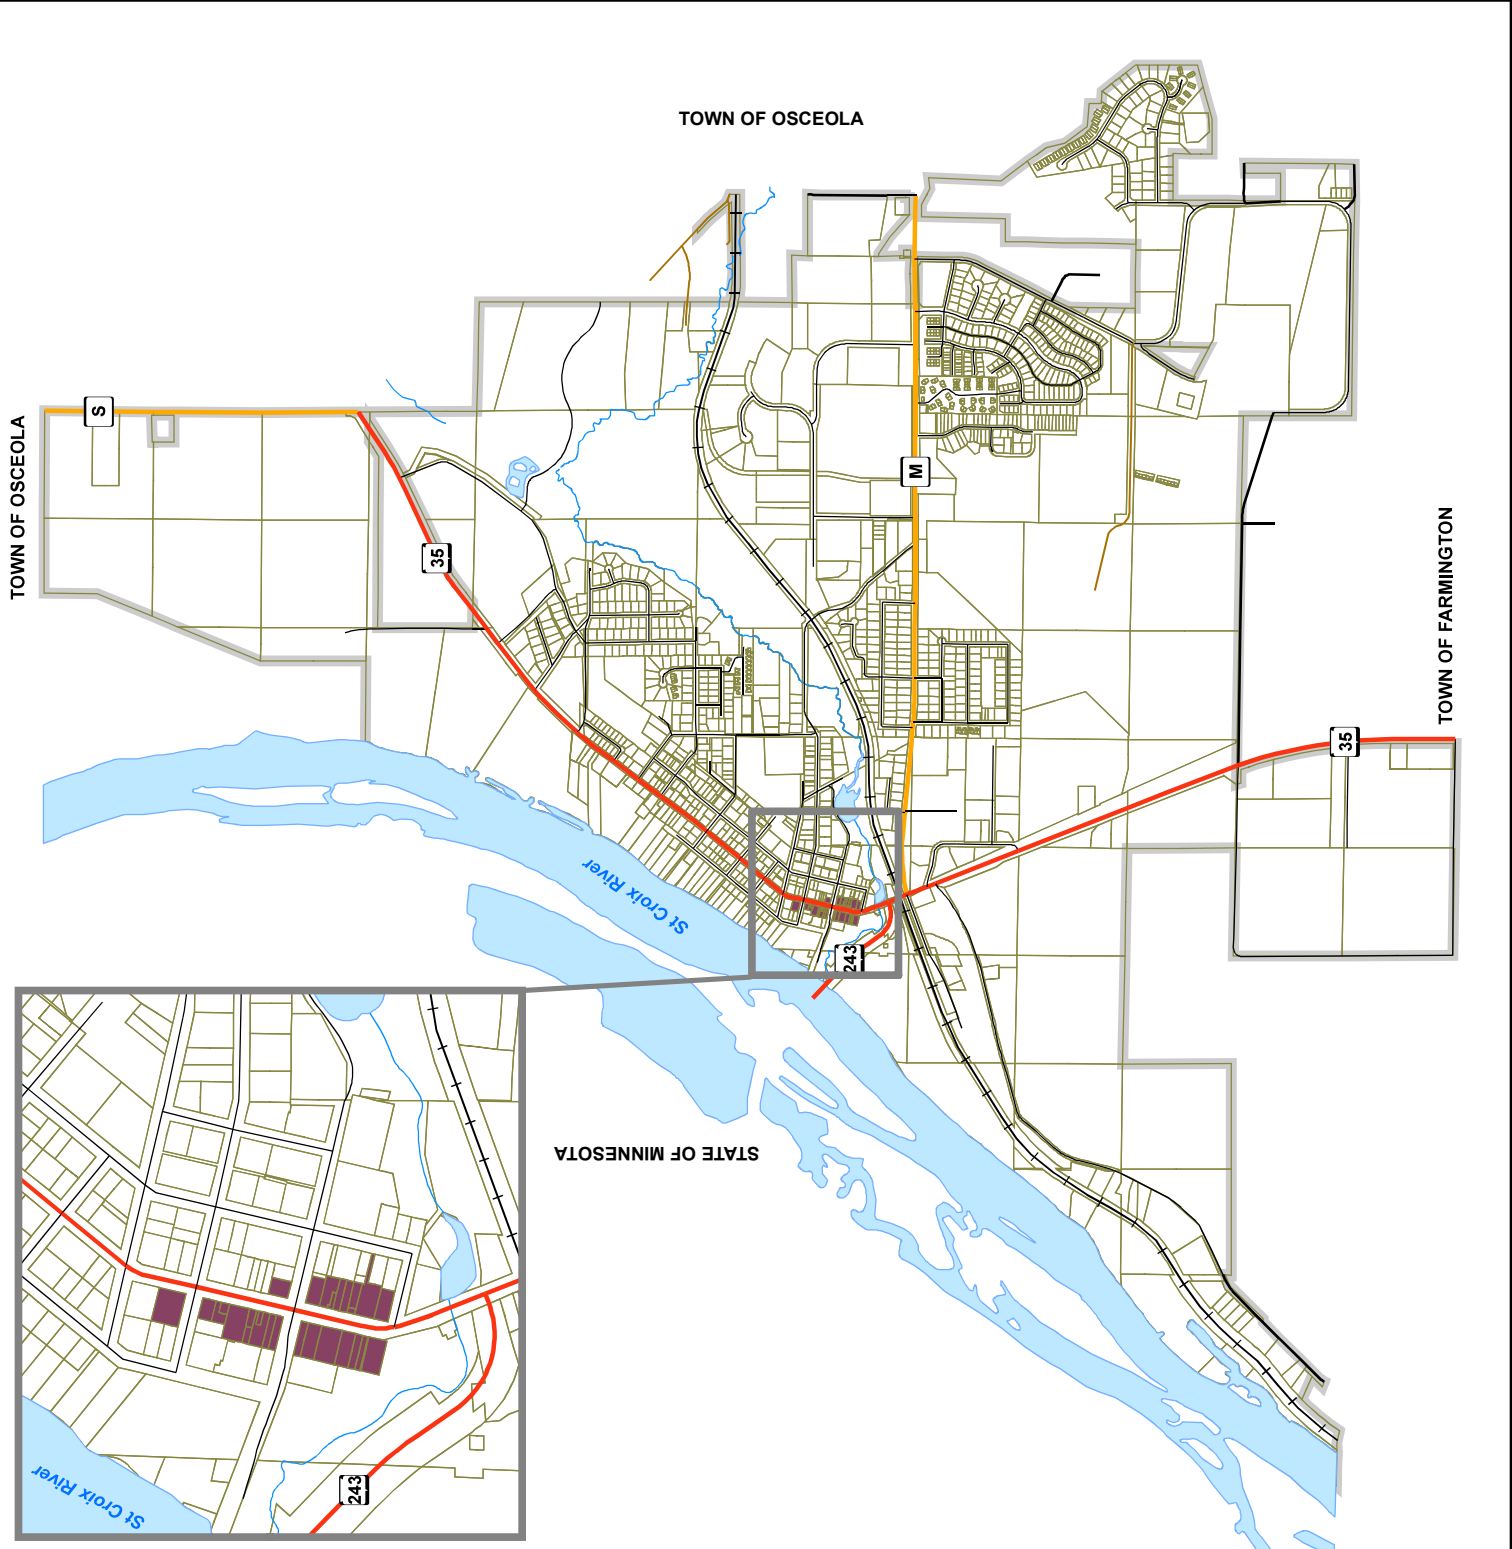 TOWN OF OSCEOLA
TOWN OF OSCEOLA
S
35
M
TOWN OF FARMINGTON
35
St Croix River
243
STATE OF MINNESOTA
St Croix River
243